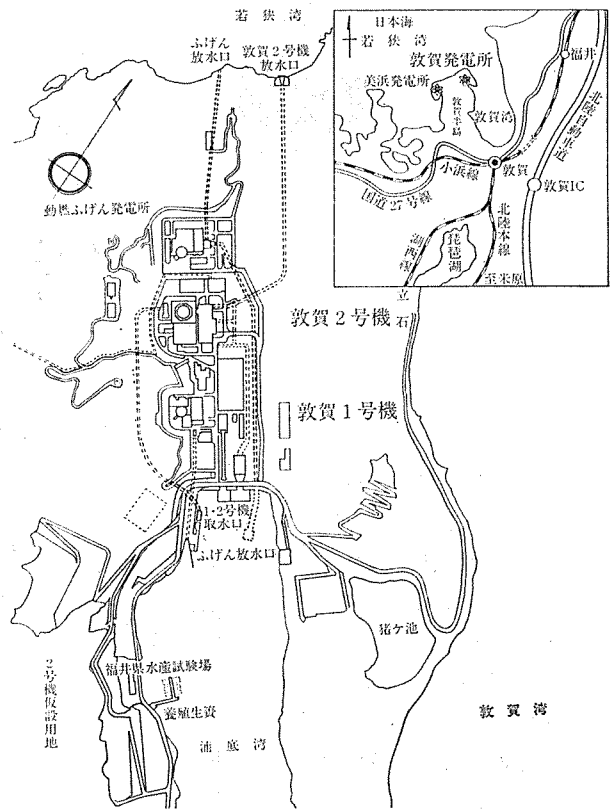 若狭湾
ふげん
放水口
敦賀2号機
放水口
動燃ふげん発電所
敦賀2号機
敦賀1号機
立石
1・2号機
取水口
ふげん放水口
猪ケ池
福井県水産試験場
養殖生簀
2号機仮設用地
浦底湾
敦賀湾
日本海
若狭湾
福井
敦賀発電所
美浜発電所
敦賀半島
敦賀湾
北陸自動車道
小浜線
敦賀
国道27号線
敦賀IC
湖西線
琵琶湖
北陸本線
至米原